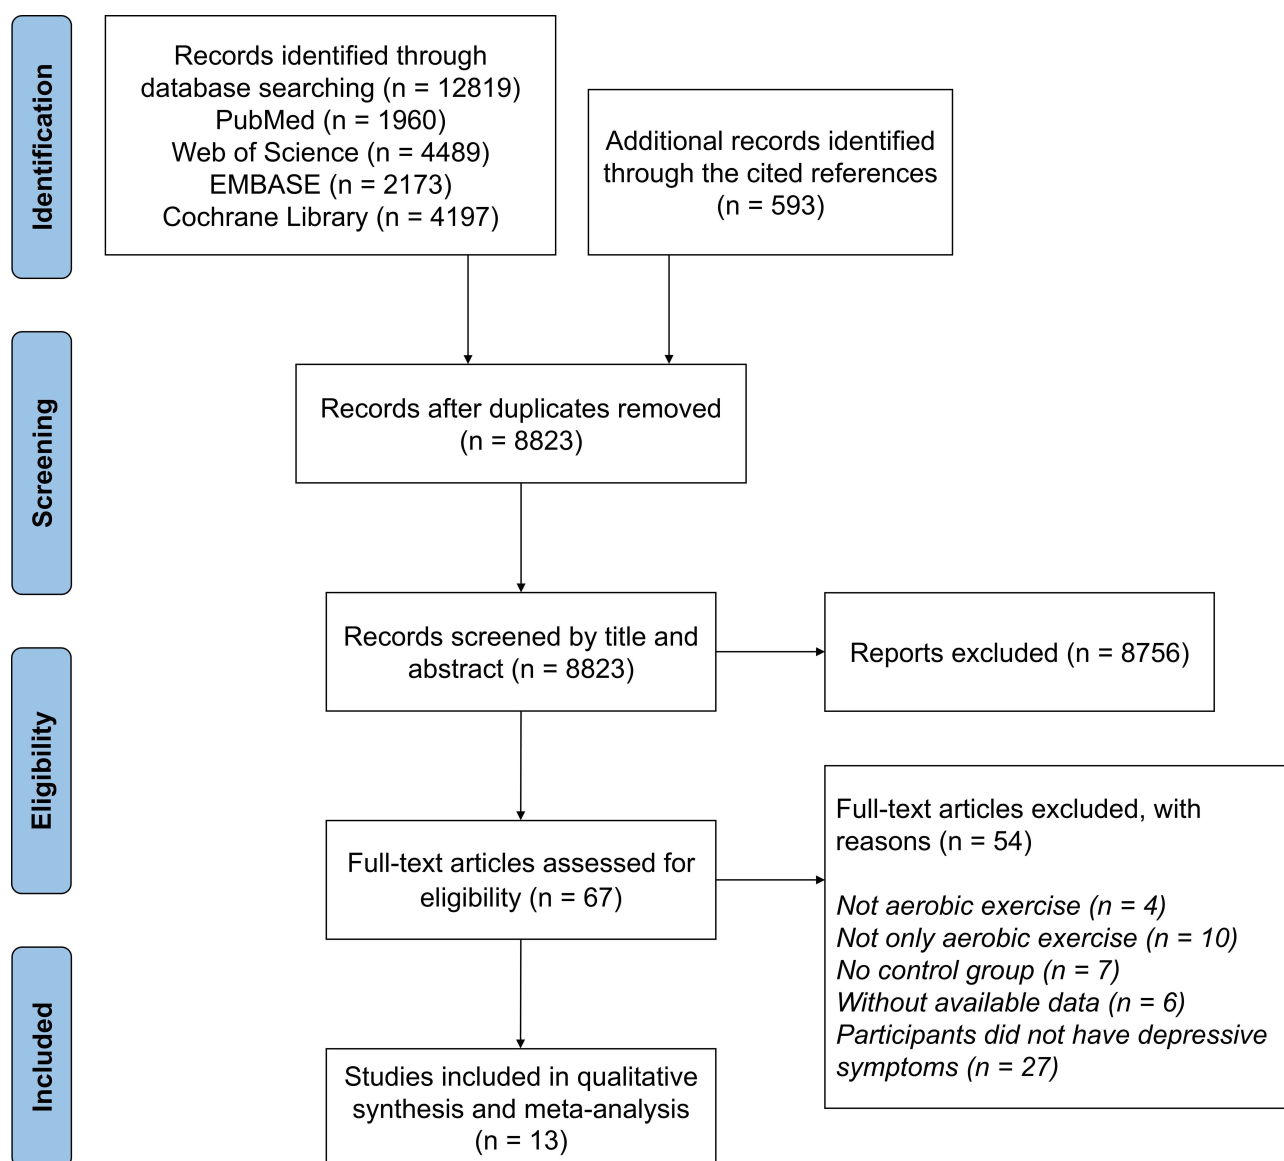 Identification
Records identified through
database searching (n = 12819)
PubMed (n = 1960)
Web of Science (n = 4489)
EMBASE (n = 2173)
Cochrane Library (n = 4197)
Additional records identified
through the cited references
(n = 593)
Screening
Records after duplicates removed
(n = 8823)
Records screened by title and
abstract (n = 8823)
Reports excluded (n = 8756)
Eligibility
Full-text articles assessed for
eligibility (n = 67)
Full-text articles excluded, with
reasons (n = 54)
Not aerobic exercise (n = 4)
Not only aerobic exercise (n = 10)
No control group (n = 7)
Without available data (n = 6)
Participants did not have depressive
symptoms (n = 27)
Included
Studies included in qualitative
synthesis and meta-analysis
(n = 13)